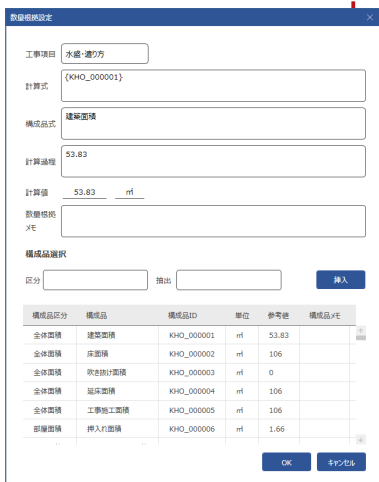 数量根拠設定
工事項目 水盛・遣り方
計算式 {KHO_000001}
構成品式 建築面積
計算過程 53.83
計算値 53.83 ㎡
数量根拠
メモ
構成品選択
区分 抽出 挿入
構成品区分 構成品 構成品ID 単位 参考値 構成品メモ
全体面積 建築面積 KHO_000001 ㎡ 53.83
全体面積 床面積 KHO_000002 ㎡ 106
全体面積 吹き抜け面積 KHO_000003 ㎡ 0
全体面積 延床面積 KHO_000004 ㎡ 106
全体面積 工事施工面積 KHO_000005 ㎡ 106
部屋面積 押入れ面積 KHO_000006 ㎡ 1.66
OK キャンセル